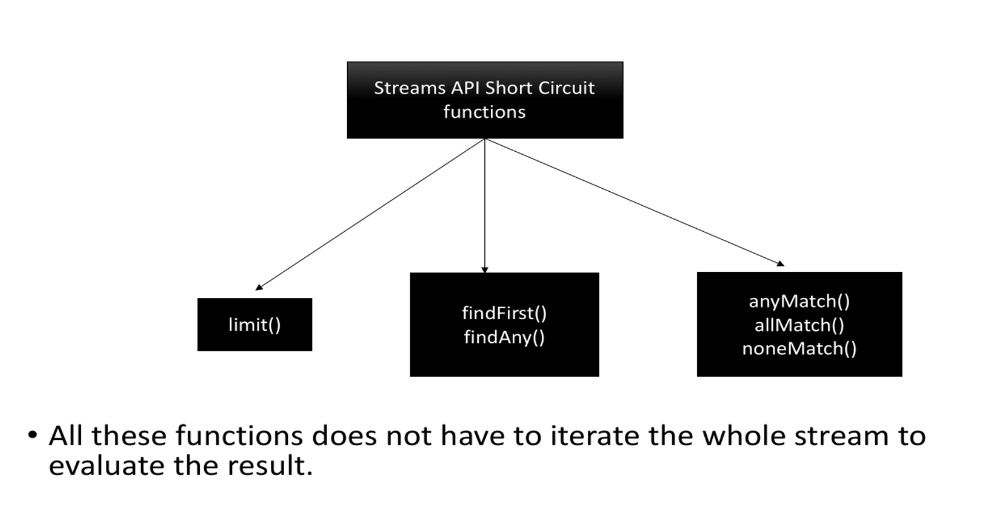 Streams API Short Circuit
functions
limit()
findFirst()
findAny()
anyMatch()
allMatch()
noneMatch()
• All these functions does not have to iterate the whole stream to
evaluate the result.